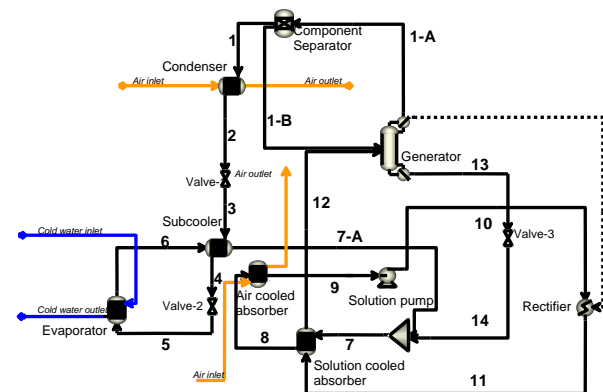 1
Component
Separator
1-A
Condenser
Air inlet
Air outlet
2
1-B
Generator
13
Valve-
Air outlet
3
12
Subcooler
7-A
10
Valve-3
Cold water inlet
6
4
Air cooled
absorber
9
Solution pump
Valve-2
Cold water outlet
Evaporator
5
8
7
14
Rectifier
Air inlet
Solution cooled
absorber
11